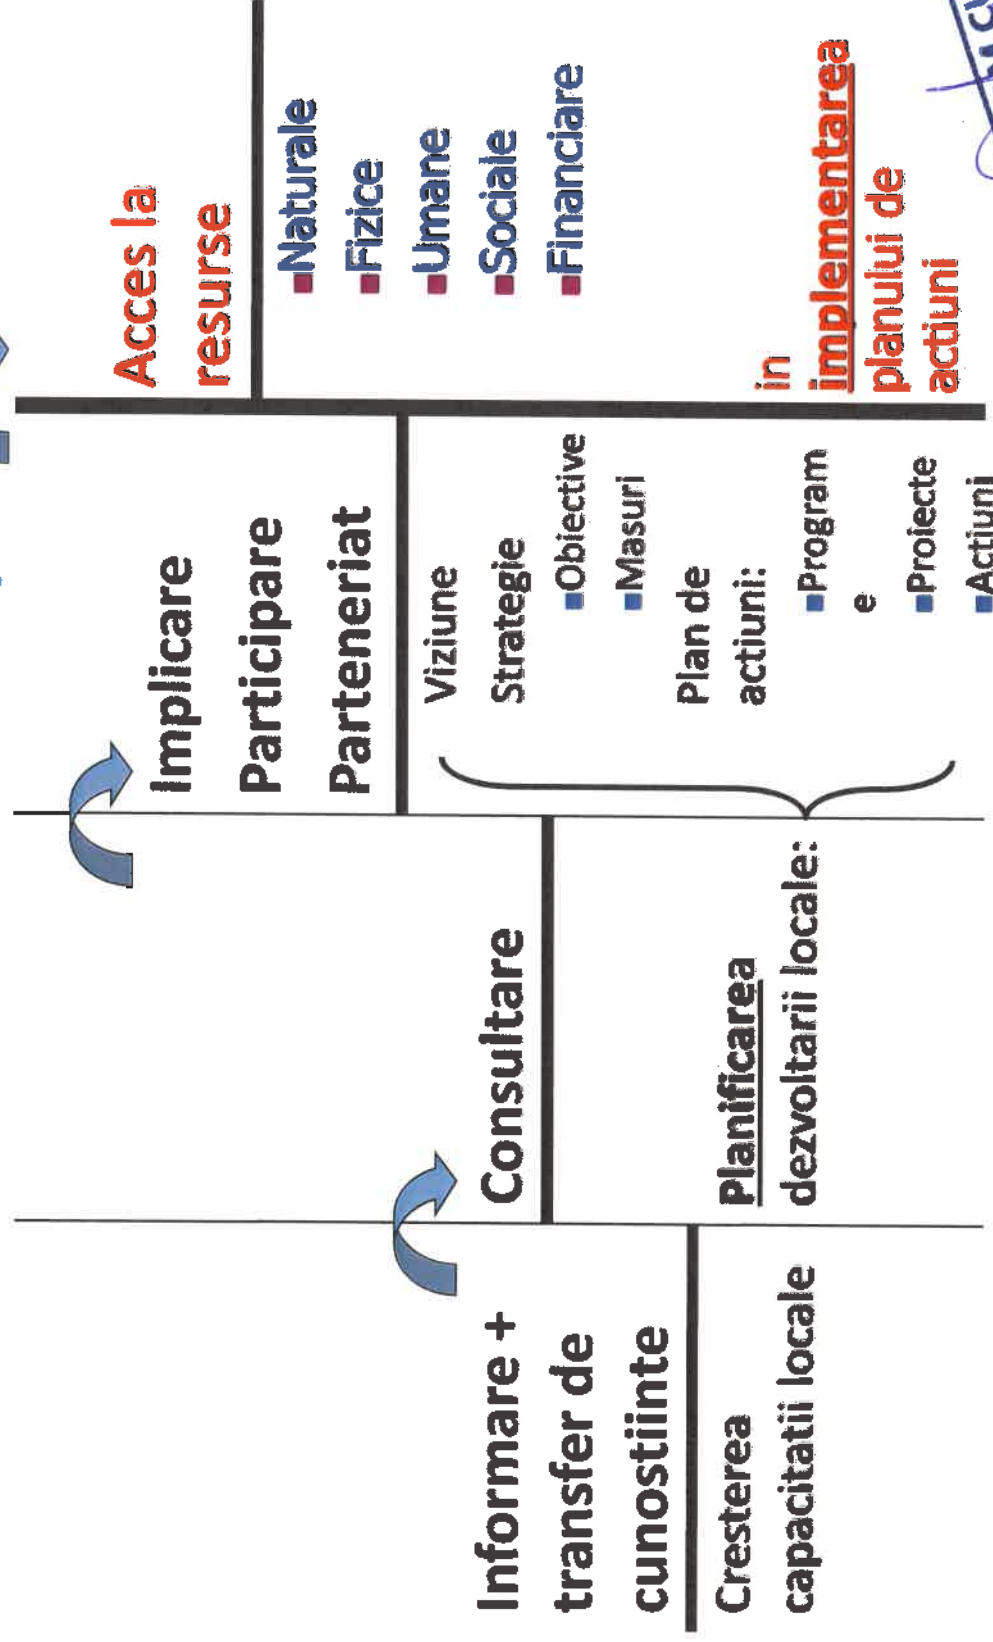 Informare +
transfer de
cunostiinte
Cresterea
capacitatii locale
Consultare
Planificarea
dezvoltarii locale:
Implicare
Participare
Parteneriat
Viziune
Strategie
Obiective
Masuri
Plan de
actiuni:
Program
e
Proiecte
Actiuni
Acces la
resurse
Naturale
Fizice
Umane
Sociale
Financiare
in
implementarea
planului de
actiuni